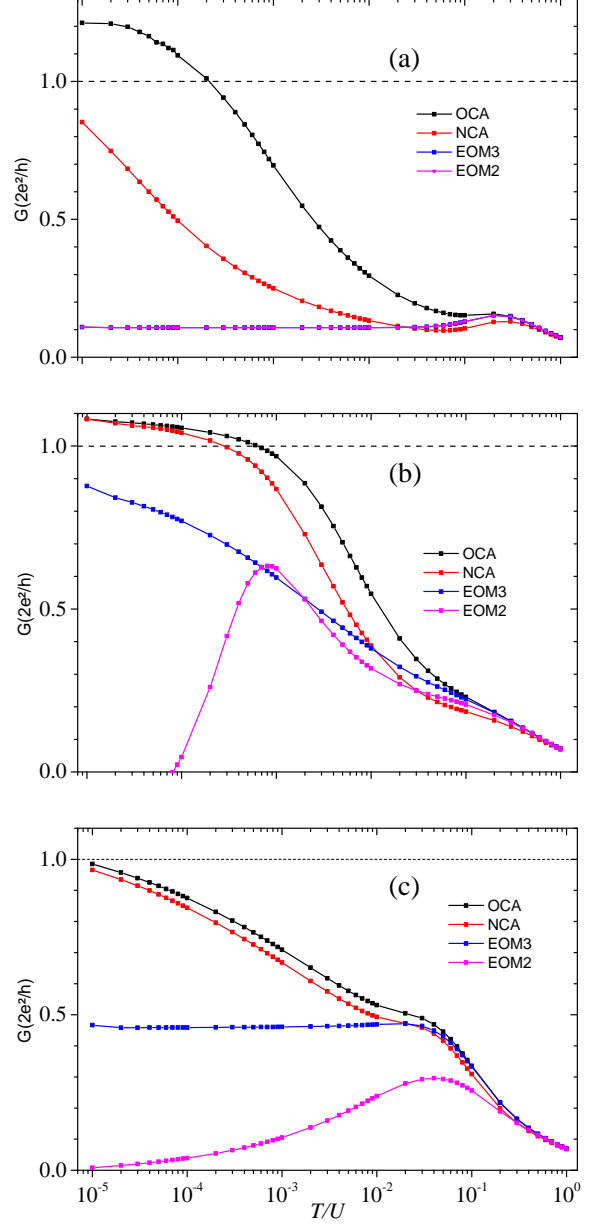 (a)
1.0
0.5
0.0
G(2e²/h)
OCA
NCA
EOM3
EOM2
(b)
1.0
0.5
0.0
G(2e²/h)
OCA
NCA
EOM3
EOM2
(c)
1.0
0.5
0.0
G(2e²/h)
OCA
NCA
EOM3
EOM2
10⁻⁵ 10⁻⁴ 10⁻³ 10⁻² 10⁻¹ 10⁰
T/U